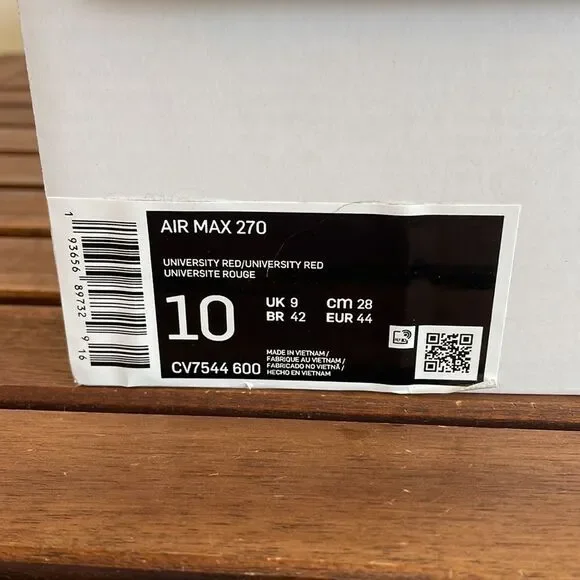 AIR MAX 270
UNIVERSITY RED/UNIVERSITY RED
UNIVERSITE ROUGE
10
UK 9 cm 28
BR 42 EUR 44
CV7544 600
MADE IN VIETNAM/
FABRIQUE AU VIETNAM/
FABRICADO NO VIETNÃ/
HECHO EN VIETNAM
1 93656 89732 9 16